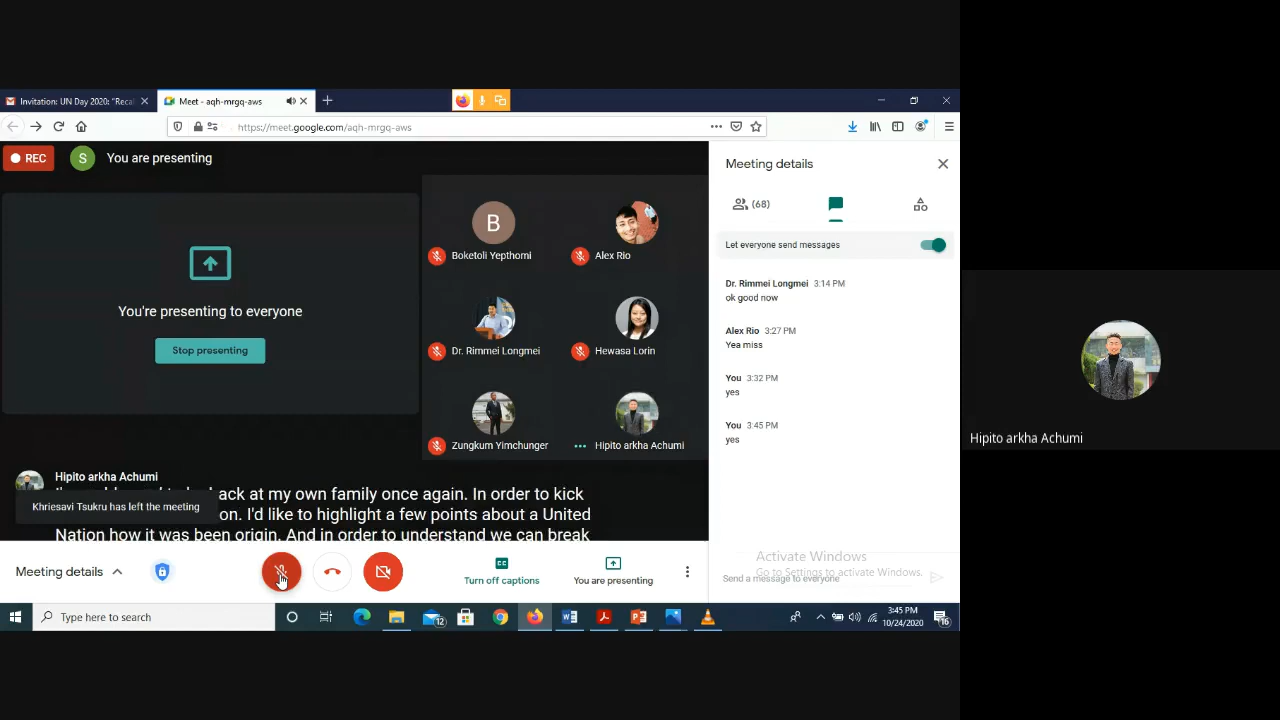 Invitation: UN Day 2020: "Reca
Meet - aqh-mrgq-aws
https://meet.google.com/aqh-mrgq-aws
REC
S
You are presenting
You're presenting to everyone
Stop presenting
B
Boketoli Yepthomi
Alex Rio
Dr. Rimmei Longmei
Hewasa Lorin
Zungkum Yimchunger
Hipito arkha Achumi
Meeting details
(68)
Let everyone send messages
Dr. Rimmei Longmei 3:14 PM
ok good now
Alex Rio 3:27 PM
Yea miss
You 3:32 PM
yes
You 3:45 PM
yes
Activate Windows
Go to Settings to activate Windows.
Send a message to everyone
Hipito arkha Achumi
ack at my own family once again. In order to kick
on. I'd like to highlight a few points about a United
Nation how it was been origin. And in order to understand we can break
Khriesavi Tsukru has left the meeting
Meeting details
Turn off captions
You are presenting
Type here to search
12
3:45 PM
10/24/2020
16
Hipito arkha Achumi